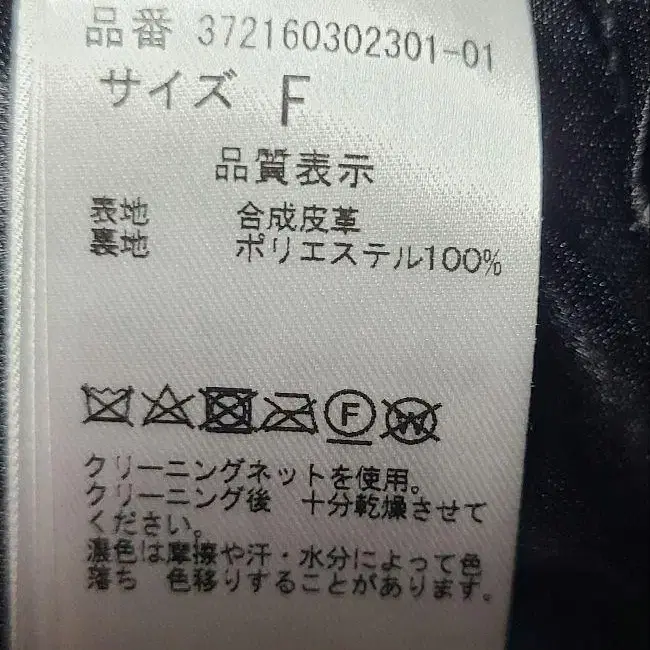 品番 372160302301-01
サイズ F
品質表示
表地 合成皮革
裏地 ポリエステル100%
F W
クリーニングネットを使用。
クリーニング後 十分乾燥させて
ください。
濃色は摩擦や汗・水分によって色
落ち 色移りすることがあります。